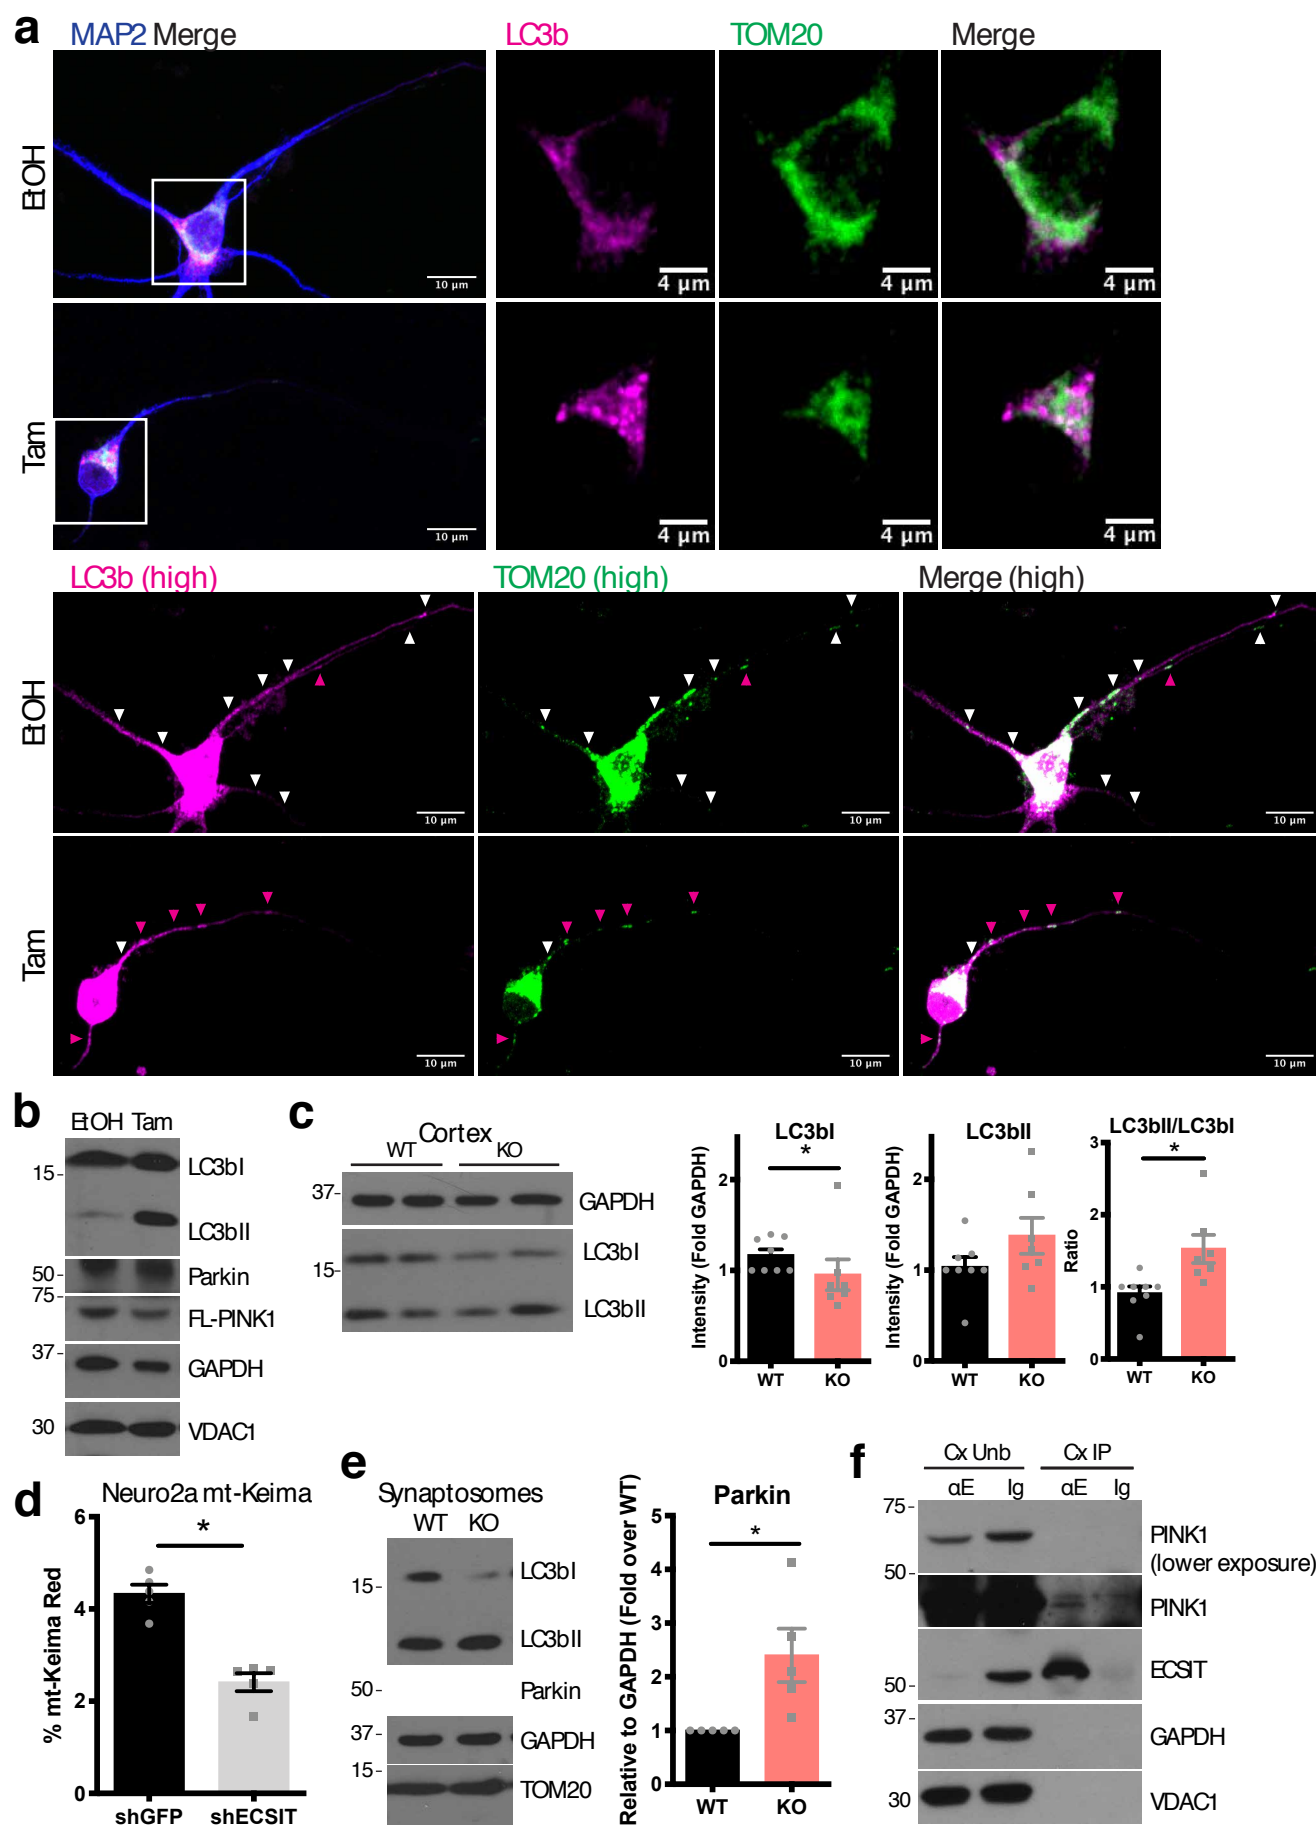 a
MAP2 Merge
LC3b
TOM20
Merge
EtOH
10 µm
4 µm
4 µm
4 µm
Tam
10 µm
4 µm
4 µm
4 µm
LC3b (high)
TOM20 (high)
Merge (high)
EtOH
10 µm
10 µm
10 µm
Tam
10 µm
10 µm
10 µm
b
EtOH Tam
15
LC3bI
LC3bII
50
Parkin
75
FL-PINK1
37
GAPDH
30
VDAC1
c
Cortex
WT
KO
37
GAPDH
LC3bI
15
LC3bII
LC3bI
*
Intensity (Fold GAPDH)
2
1
0
WT
KO
LC3bII
Intensity (Fold GAPDH)
2
1
0
WT
KO
LC3bII/LC3bI
*
Ratio
3
2
1
0
WT
KO
d
Neuro2a mt-Keima
*
% mt-Keima Red
6
4
2
0
shGFP
shECSIT
e
Synaptosomes
WT
KO
LC3bI
15
LC3bII
50
Parkin
37
GAPDH
15
TOM20
Parkin
*
Relative to GAPDH (Fold over WT)
5
4
3
2
1
0
WT
KO
f
Cx Unb
Cx IP
αE
Ig
αE
Ig
75
PINK1
(lower exposure)
50
PINK1
ECSIT
50
37
GAPDH
30
VDAC1